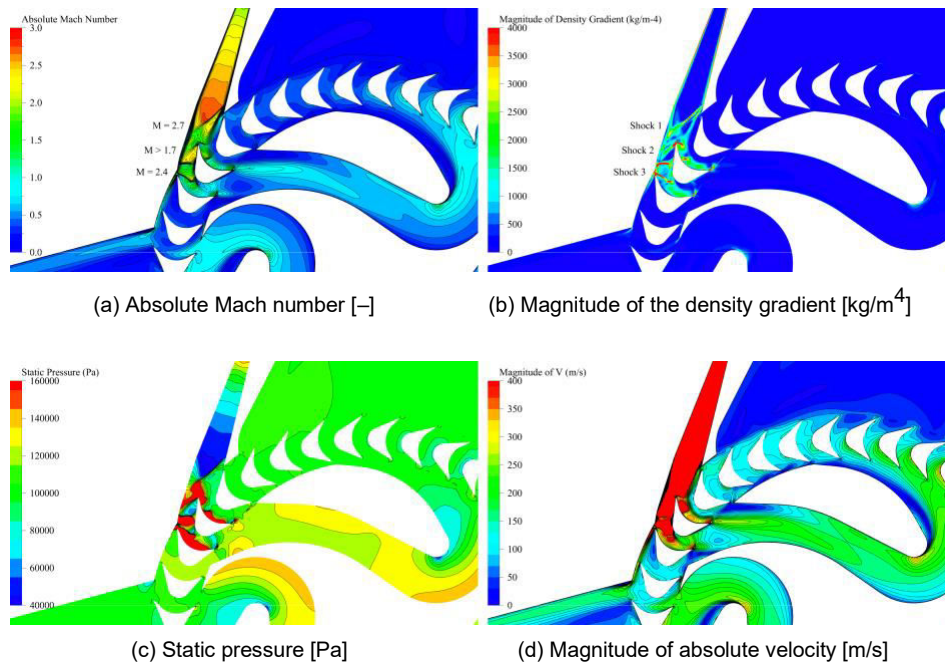 Absolute Mach Number
3.0
2.5
2.0
1.5
1.0
0.5
0.0
M = 2.7
M > 1.7
M = 2.4
(a) Absolute Mach number [–]
Magnitude of Density Gradient (kg/m-4)
4000
3500
3000
2500
2000
1500
1000
500
0
Shock 1
Shock 2
Shock 3
(b) Magnitude of the density gradient [kg/m4]
Static Pressure (Pa)
160000
140000
120000
100000
80000
60000
40000
(c) Static pressure [Pa]
Magnitude of V (m/s)
400
350
300
250
200
150
100
50
0
(d) Magnitude of absolute velocity [m/s]